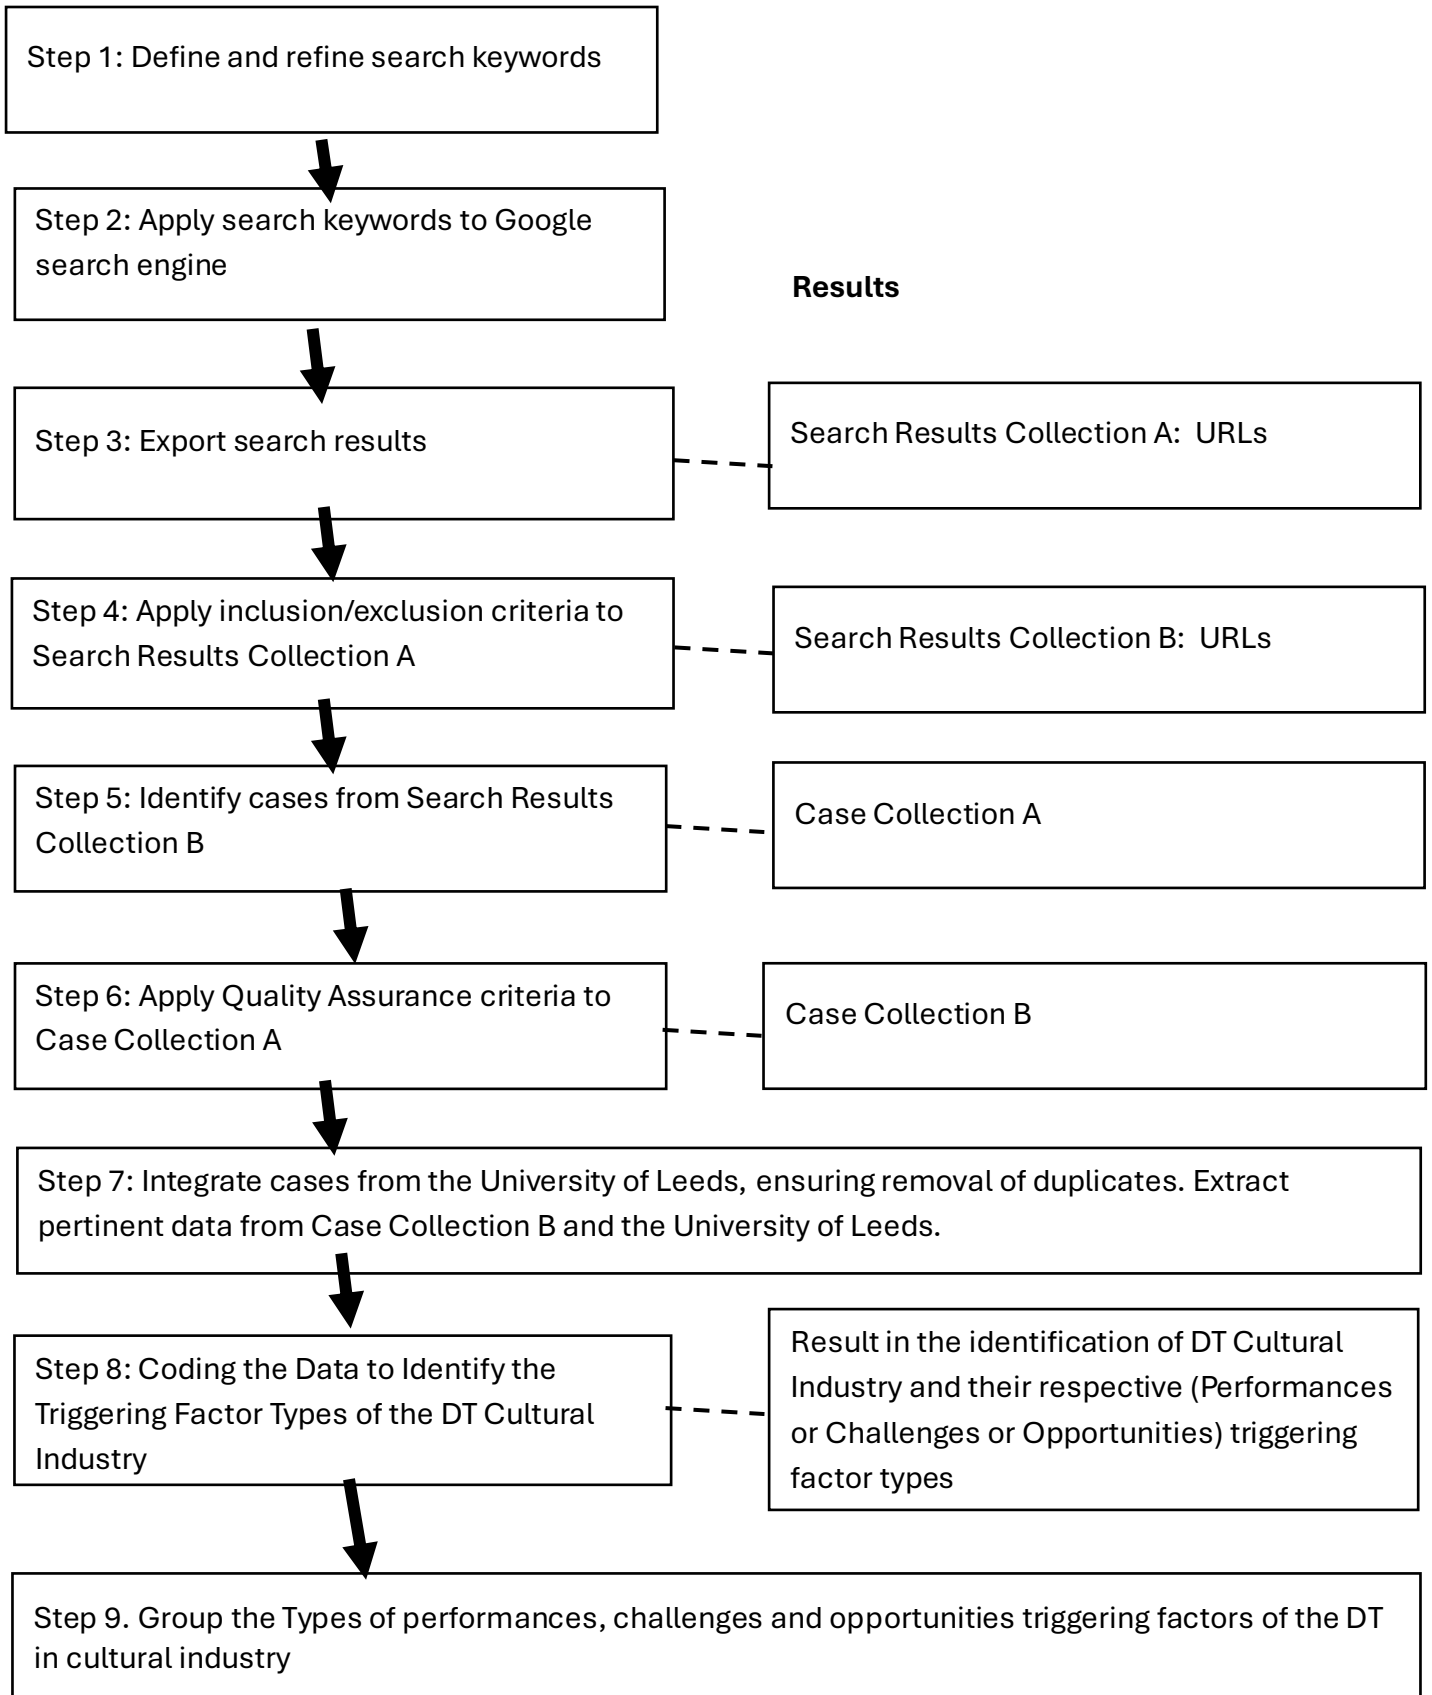 Step 1: Define and refine search keywords
Step 2: Apply search keywords to Google
search engine
Results
Step 3: Export search results
Search Results Collection A:  URLs
Step 4: Apply inclusion/exclusion criteria to
Search Results Collection A
Search Results Collection B:  URLs
Step 5: Identify cases from Search Results
Collection B
Case Collection A
Step 6: Apply Quality Assurance criteria to
Case Collection A
Case Collection B
Step 7: Integrate cases from the University of Leeds, ensuring removal of duplicates. Extract
pertinent data from Case Collection B and the University of Leeds.
Step 8: Coding the Data to Identify the
Triggering Factor Types of the DT Cultural
Industry
Result in the identification of DT Cultural
Industry and their respective (Performances
or Challenges or Opportunities) triggering
factor types
Step 9. Group the Types of performances, challenges and opportunities triggering factors of the DT
in cultural industry